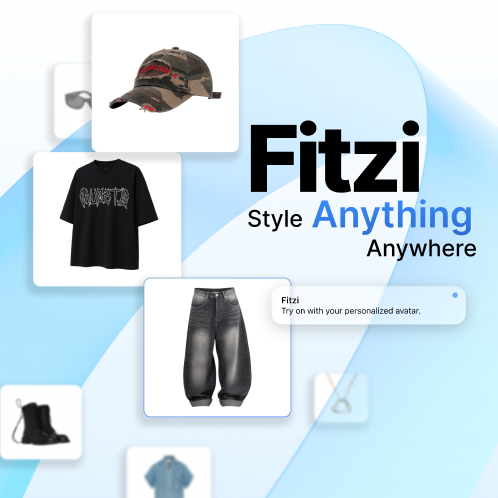 Fitzi
Style Anything
Anywhere
Fitzi
Try on with your personalized avatar.